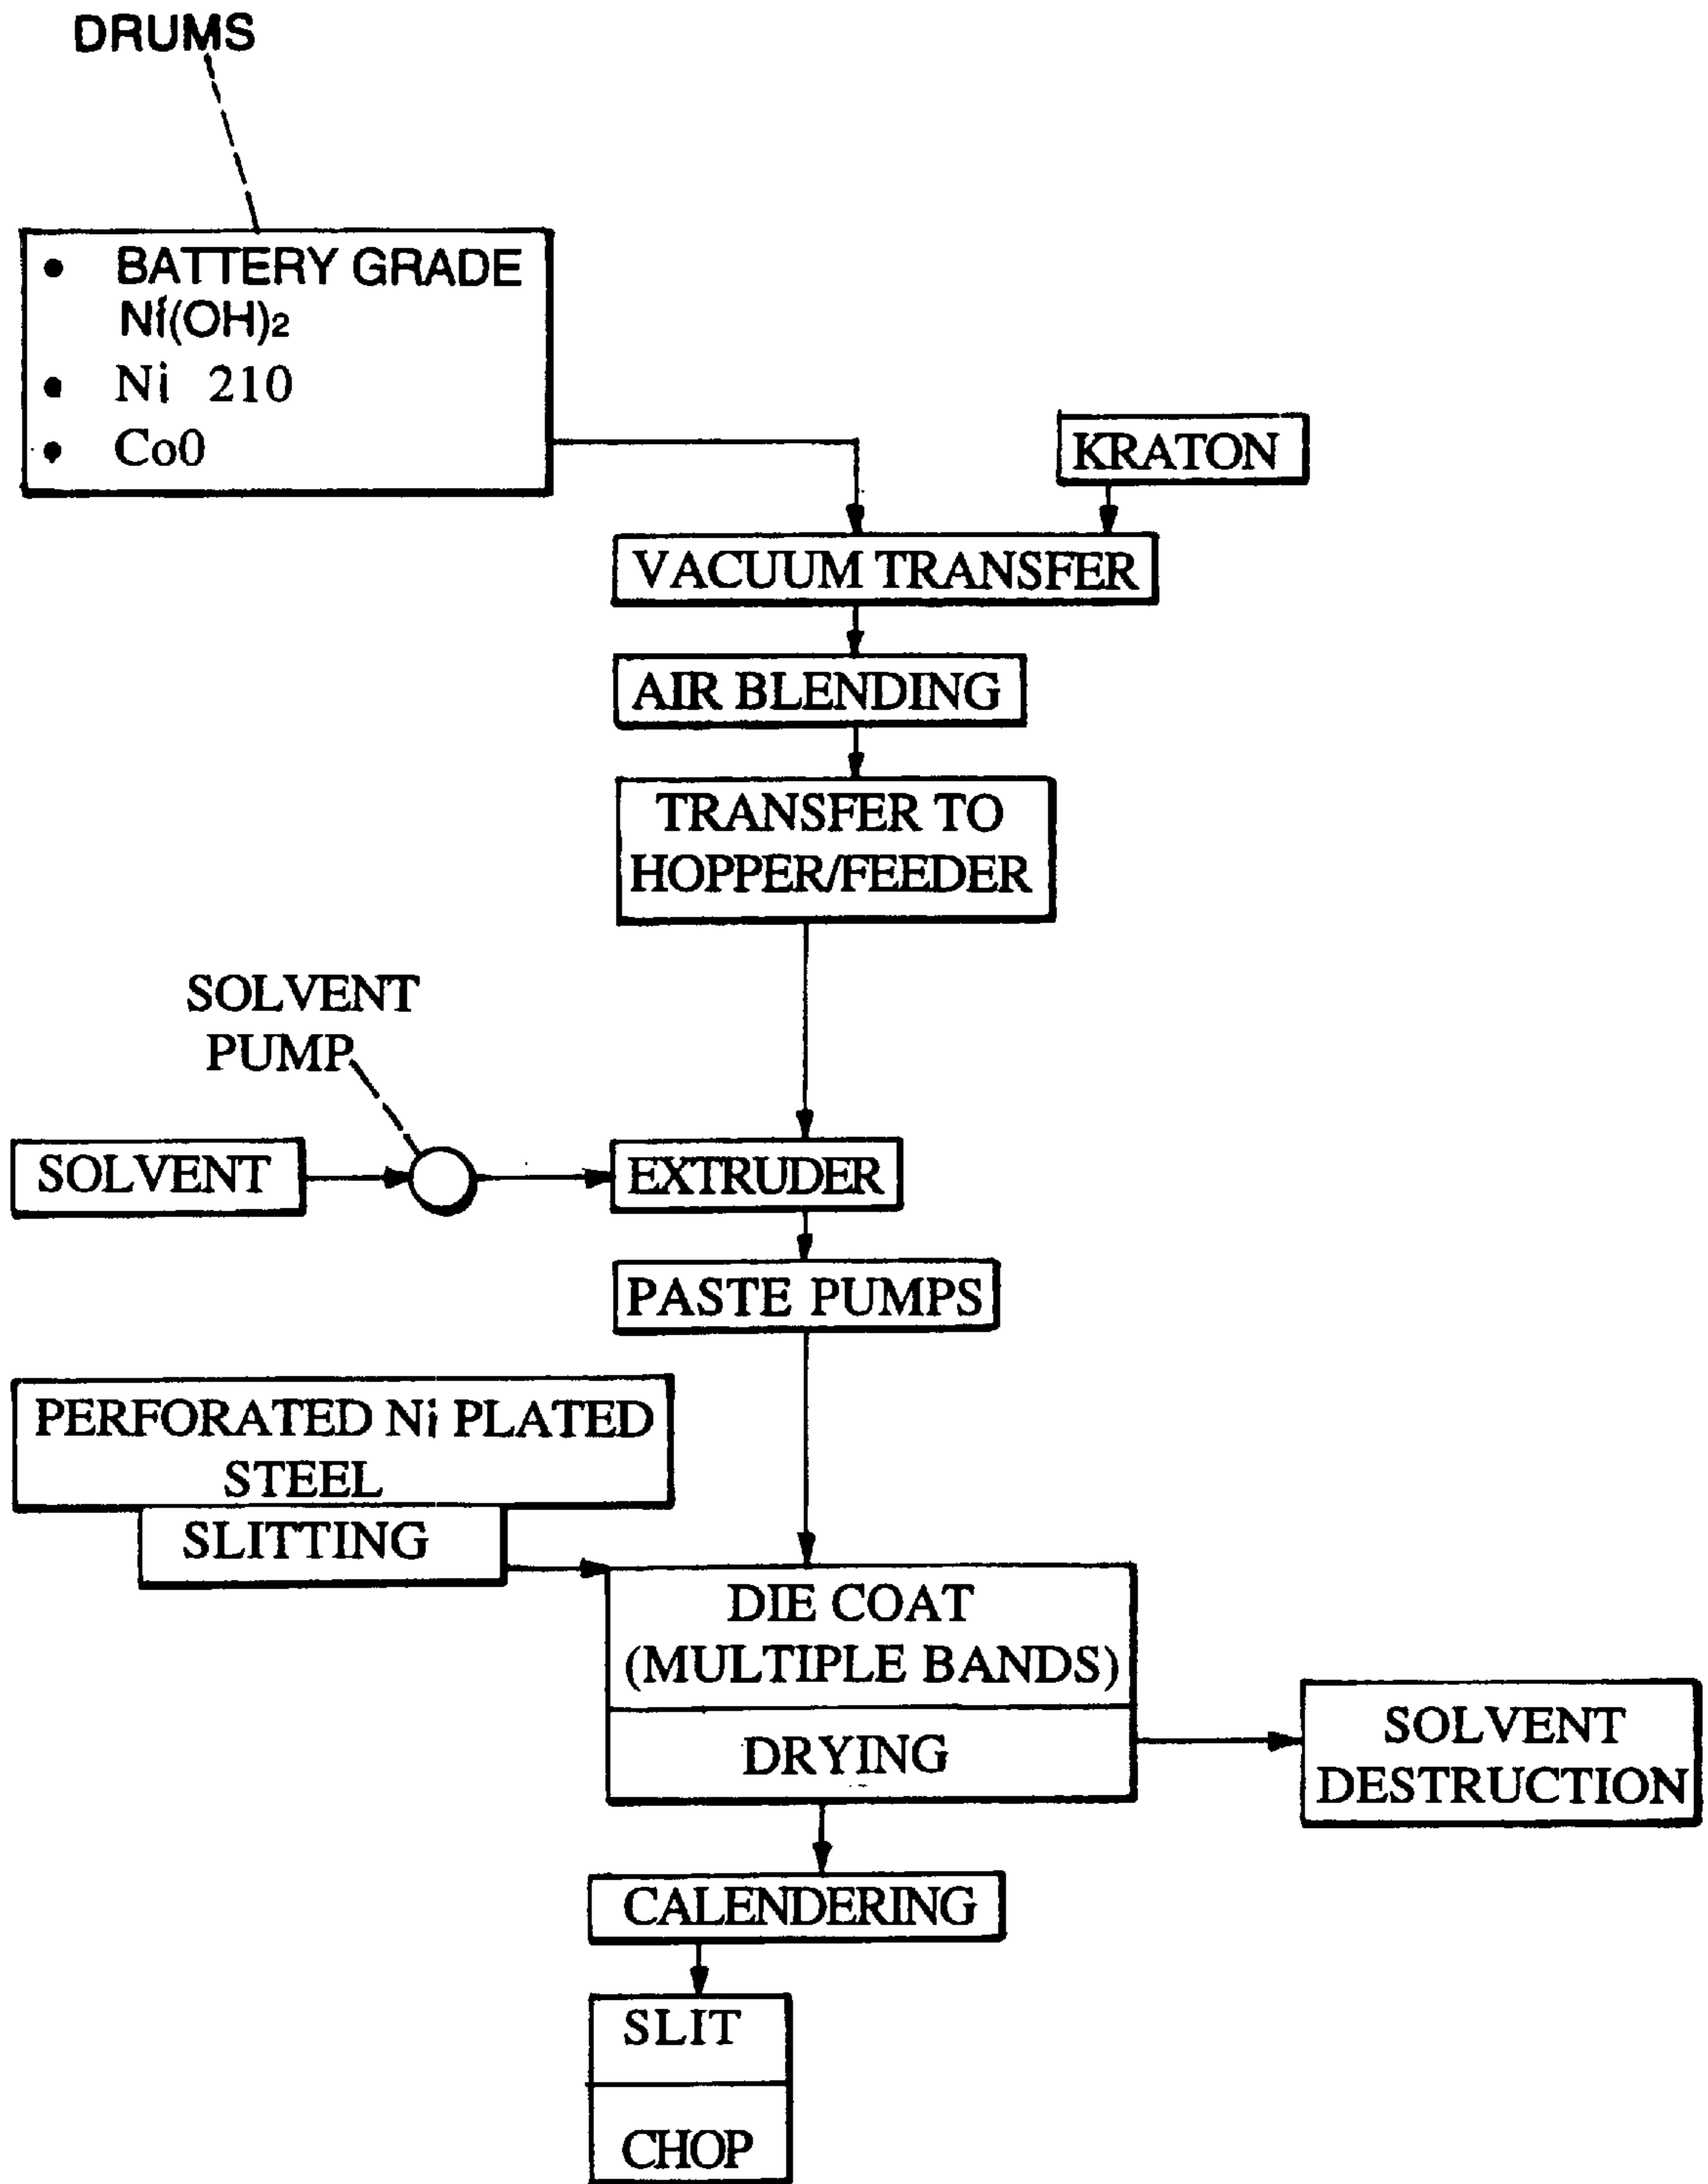 DRUMS
• BATTERY GRADE
Ni(OH)2
• Ni 210
• Co0
KRATON
VACUUM TRANSFER
AIR BLENDING
TRANSFER TO
HOPPER/FEEDER
SOLVENT
PUMP
SOLVENT
EXTRUDER
PASTE PUMPS
PERFORATED Ni PLATED
STEEL
SLITTING
DIE COAT
(MULTIPLE BANDS)
DRYING
SOLVENT
DESTRUCTION
CALENDERING
SLIT
CHOP